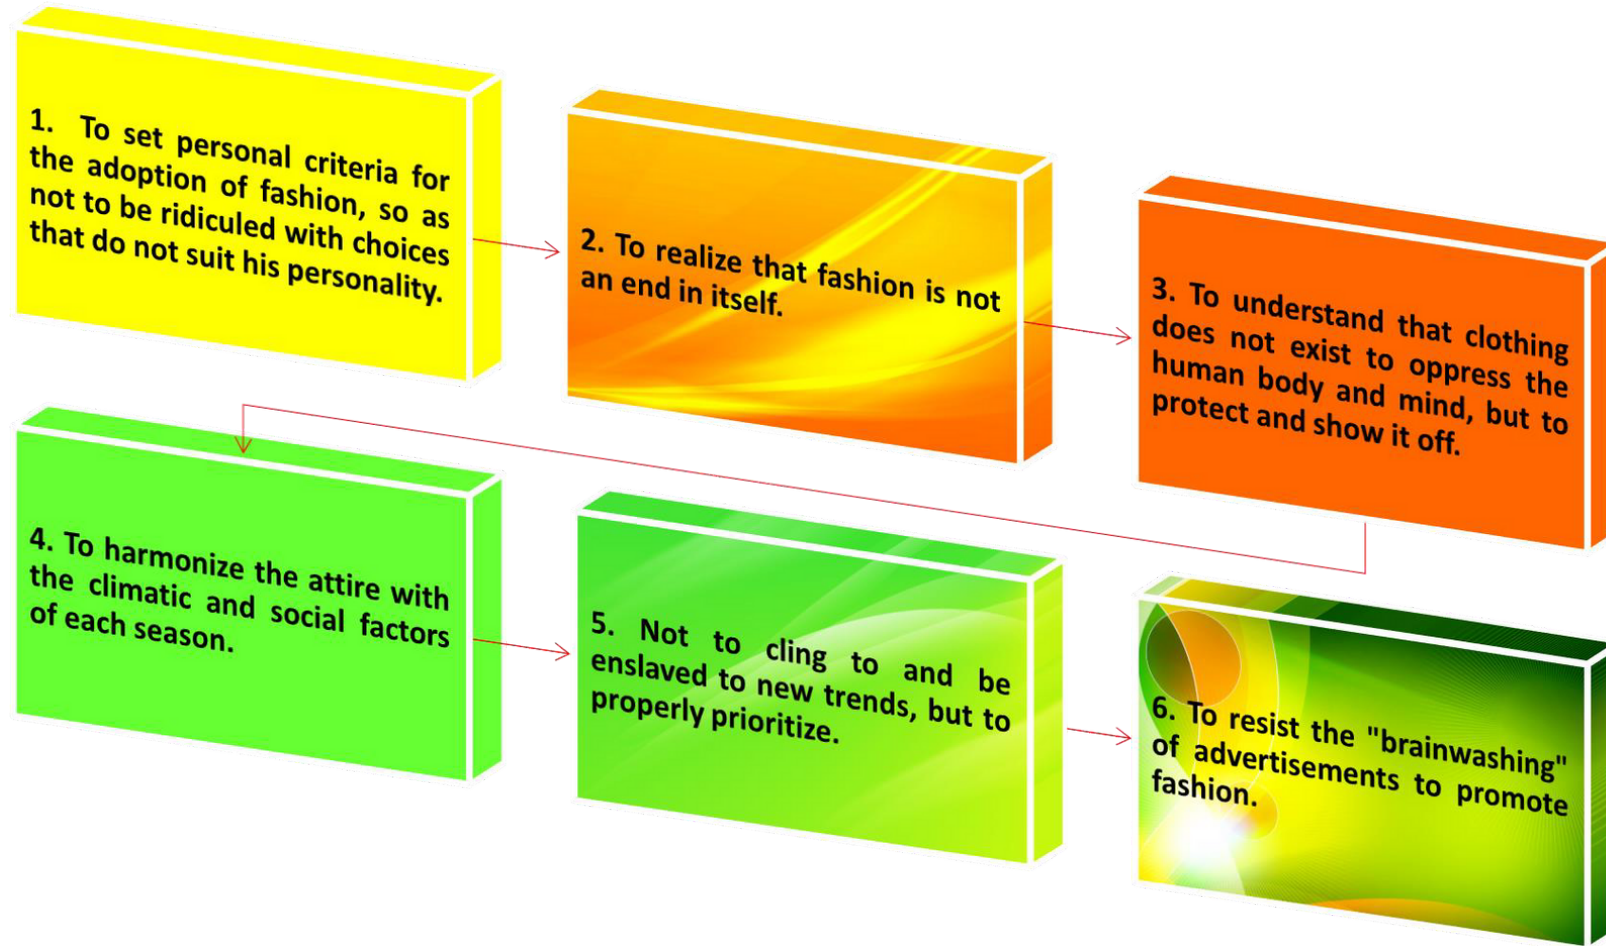 1. To set personal criteria for
the adoption of fashion, so as
not to be ridiculed with choices
that do not suit his personality.
2. To realize that fashion is not
an end in itself.
3. To understand that clothing
does not exist to oppress the
human body and mind, but to
protect and show it off.
4. To harmonize the attire with
the climatic and social factors
of each season.
5. Not to cling to and be
enslaved to new trends, but to
properly prioritize.
6. To resist the "brainwashing"
of advertisements to promote
fashion.